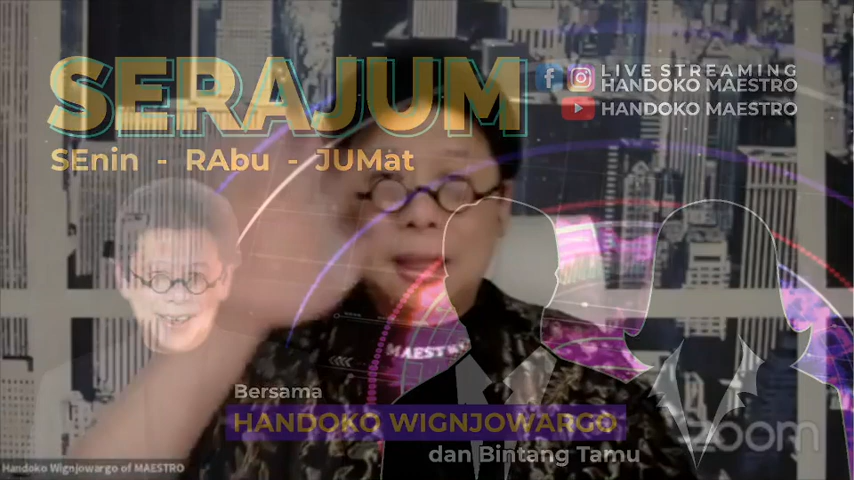 SERAJUM
SEnin - RAbu - JUMat
LIVE STREAMING
HANDOKO MAESTRO
HANDOKO MAESTRO
MAESTRO
Bersama
HANDOKO WIGNJOWARGO
dan Bintang Tamu
zoom
Handoko Wignjowargo of MAESTRO